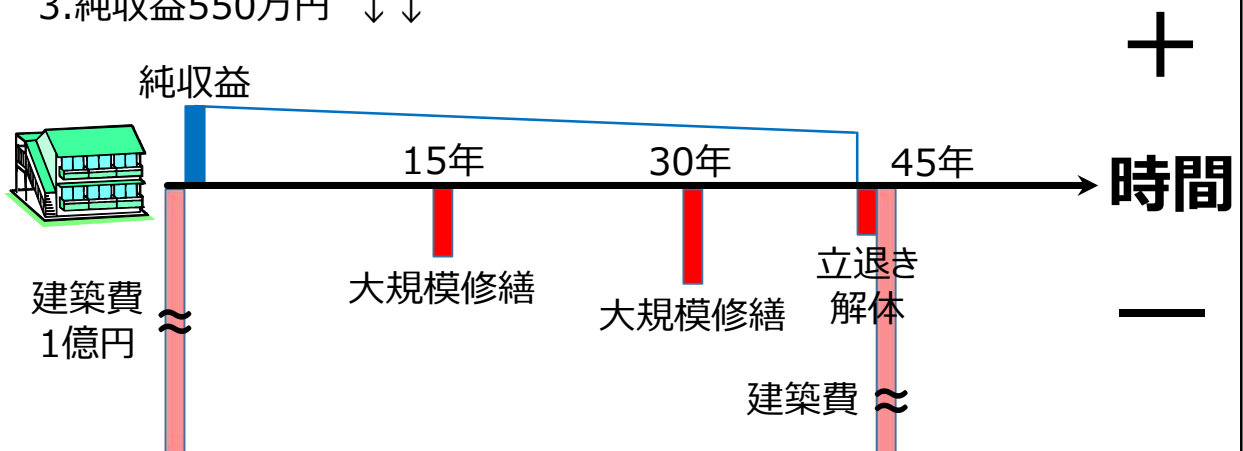 3.純収益550万円 ↓↓
＋
純収益
15年
30年
45年
時間
建築費
1億円
大規模修繕
大規模修繕
立退き
解体
建築費
－